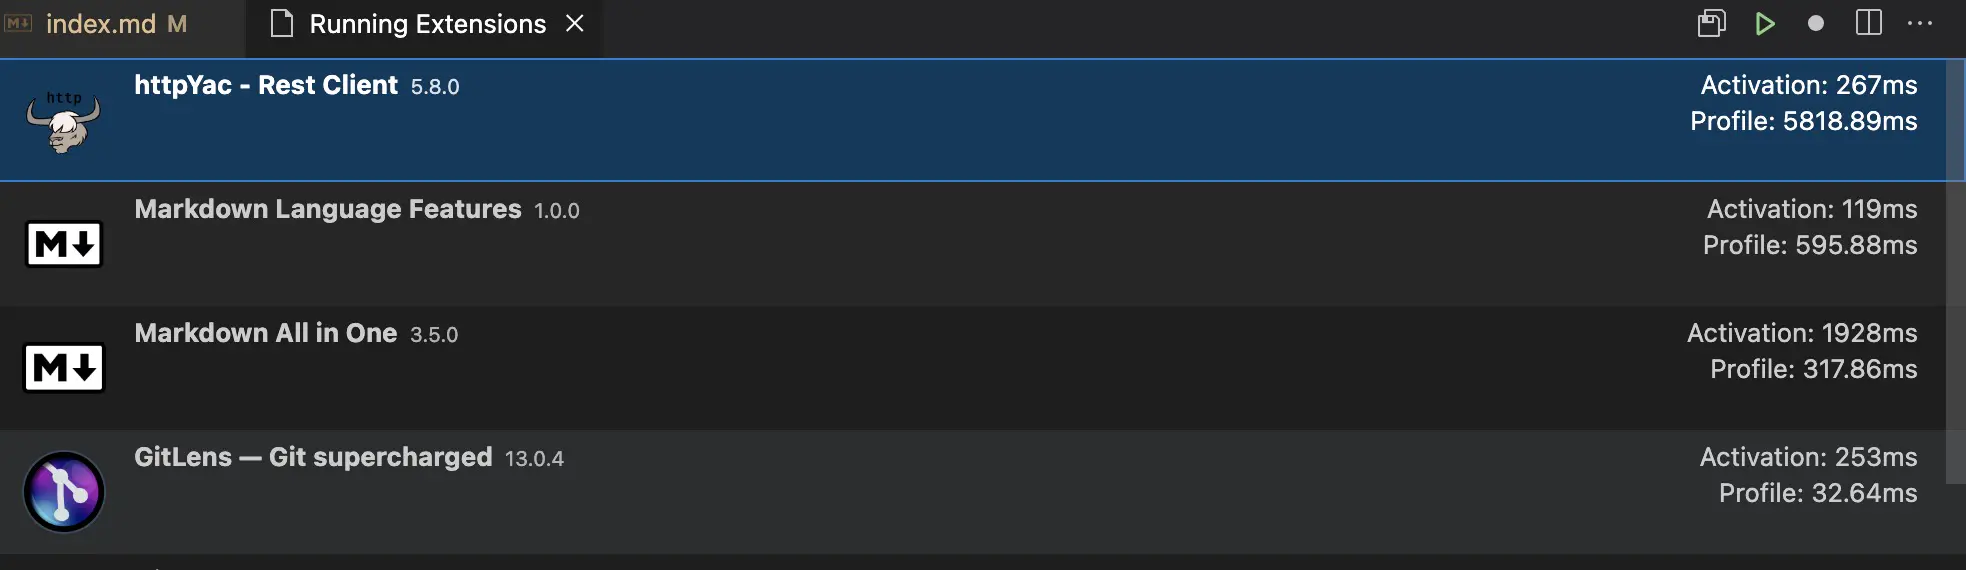 index.md M
Running Extensions
httpYac - Rest Client 5.8.0
Activation: 267ms
Profile: 5818.89ms
http
Markdown Language Features 1.0.0
Activation: 119ms
Profile: 595.88ms
M
Markdown All in One 3.5.0
Activation: 1928ms
Profile: 317.86ms
M
GitLens — Git supercharged 13.0.4
Activation: 253ms
Profile: 32.64ms